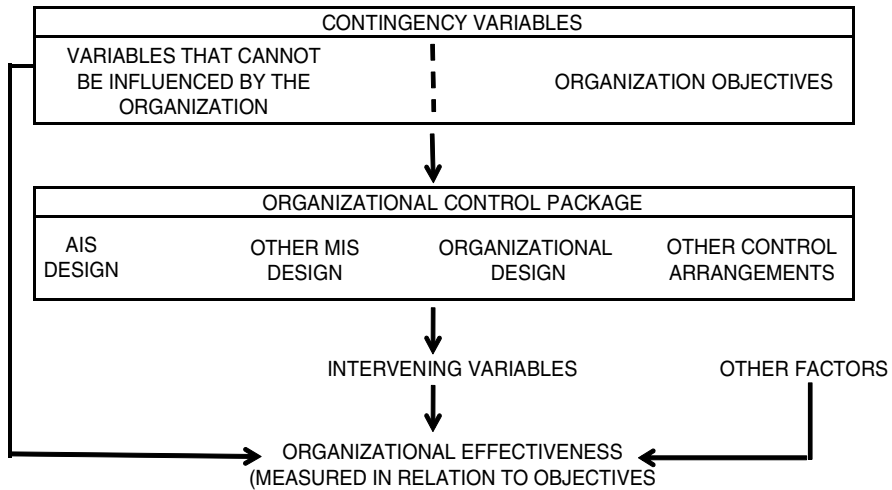 CONTINGENCY VARIABLES
VARIABLES THAT CANNOT
BE INFLUENCED BY THE
ORGANIZATION
ORGANIZATION OBJECTIVES
ORGANIZATIONAL CONTROL PACKAGE
AIS
DESIGN
OTHER MIS
DESIGN
ORGANIZATIONAL
DESIGN
OTHER CONTROL
ARRANGEMENTS
INTERVENING VARIABLES
OTHER FACTORS
ORGANIZATIONAL EFFECTIVENESS
(MEASURED IN RELATION TO OBJECTIVES